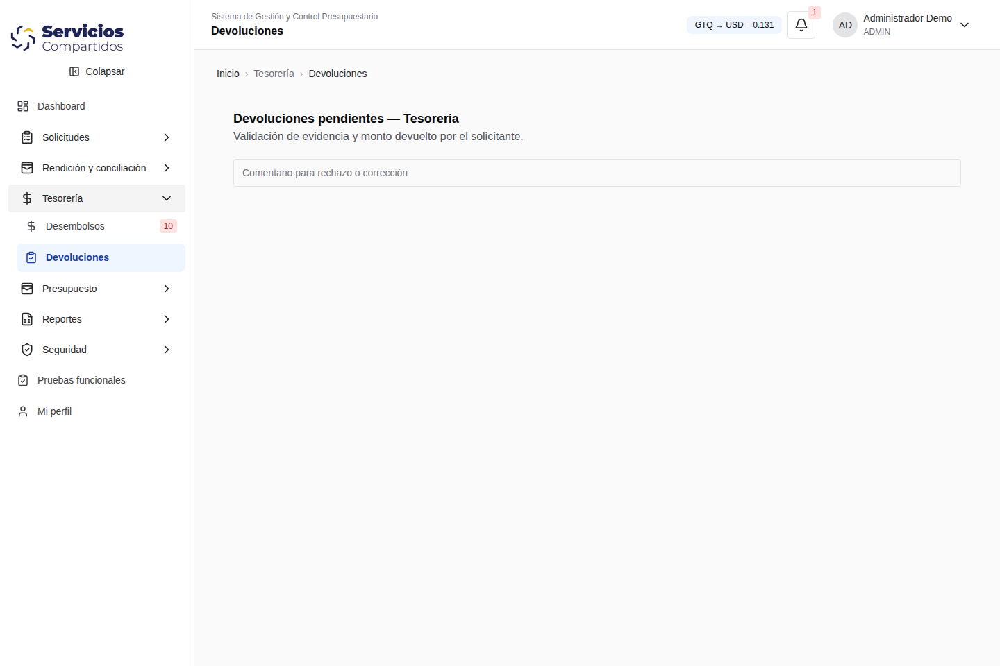 Servicios
Compartidos
Colapsar
Dashboard
Solicitudes
Rendición y conciliación
Tesorería
Desembolsos 10
Devoluciones
Presupuesto
Reportes
Seguridad
Pruebas funcionales
Mi perfil
Sistema de Gestión y Control Presupuestario
Devoluciones
GTQ → USD = 0.131
1
AD
Administrador Demo
ADMIN
Inicio › Tesorería › Devoluciones
Devoluciones pendientes — Tesorería
Validación de evidencia y monto devuelto por el solicitante.
Comentario para rechazo o corrección